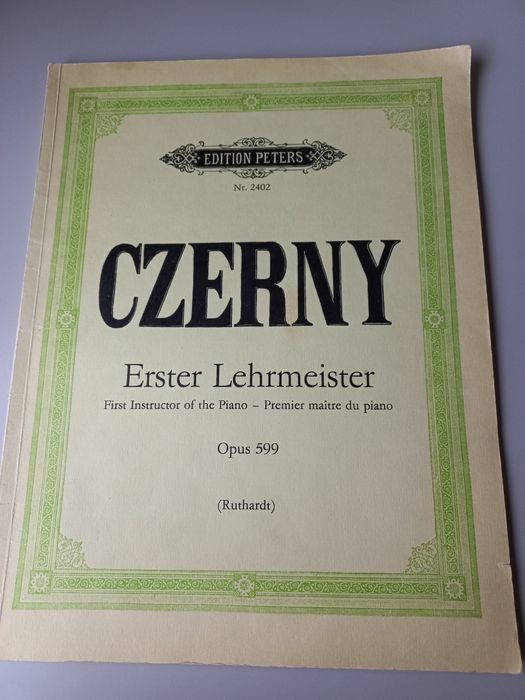 EDITION PETERS
Nr. 2402
CZERNY
Erster Lehrmeister
First Instructor of the Piano – Premier maître du piano
Opus 599
(Ruthardt)